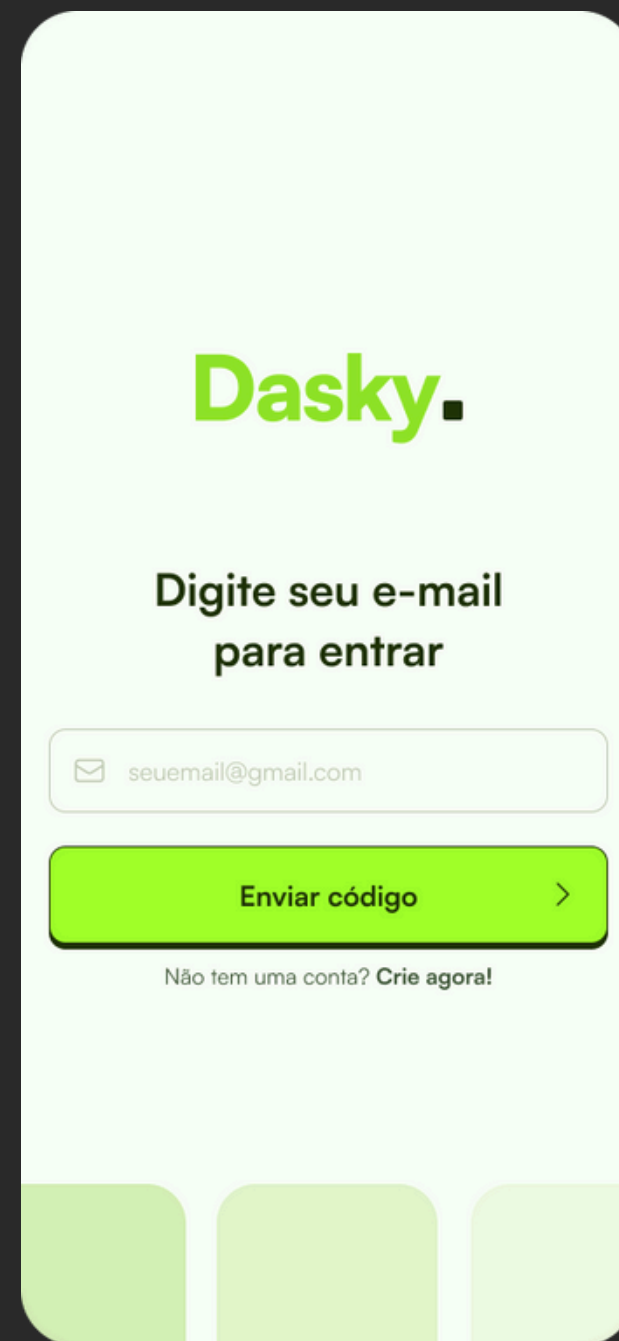 Dasky.
Digite seu e-mail
para entrar
seuemail@gmail.com
Enviar código
Não tem uma conta? Crie agora!